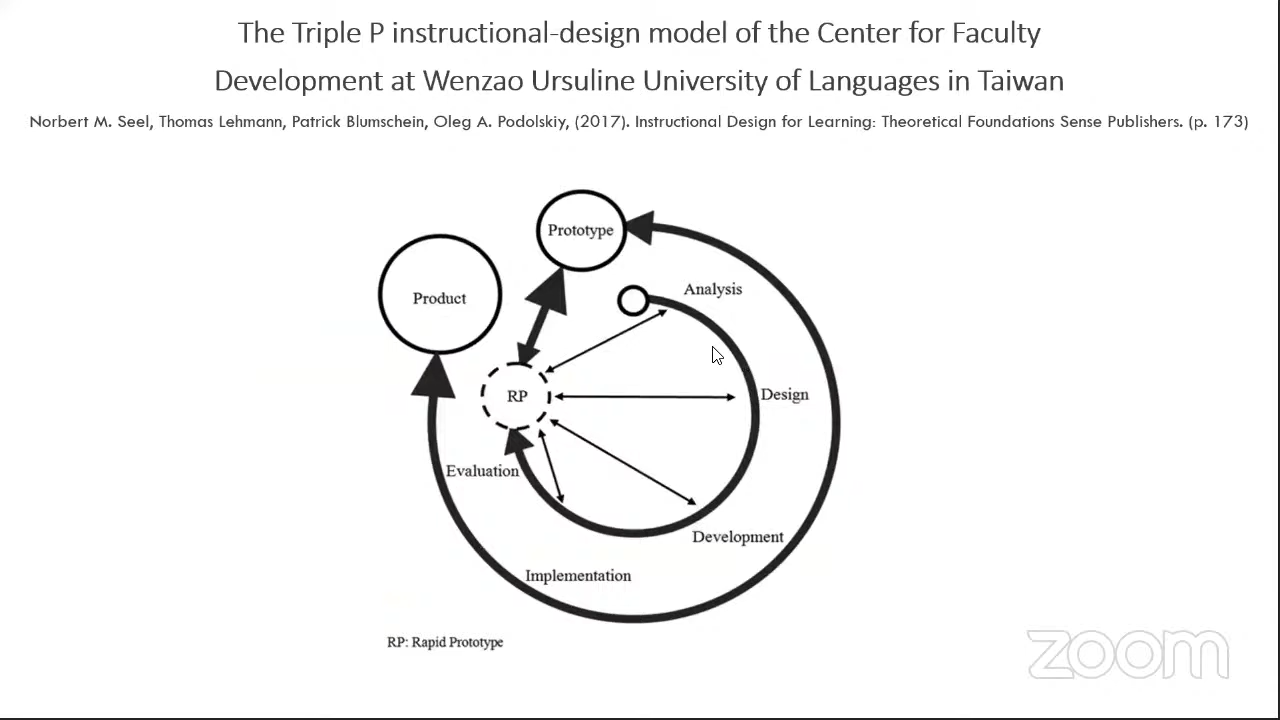 The Triple P instructional-design model of the Center for Faculty
Development at Wenzao Ursuline University of Languages in Taiwan
Norbert M. Seel, Thomas Lehmann, Patrick Blumschein, Oleg A. Podolskiy, (2017). Instructional Design for Learning: Theoretical Foundations Sense Publishers. (p. 173)
Prototype
Product
Analysis
RP
Design
Evaluation
Development
Implementation
RP: Rapid Prototype
zoom